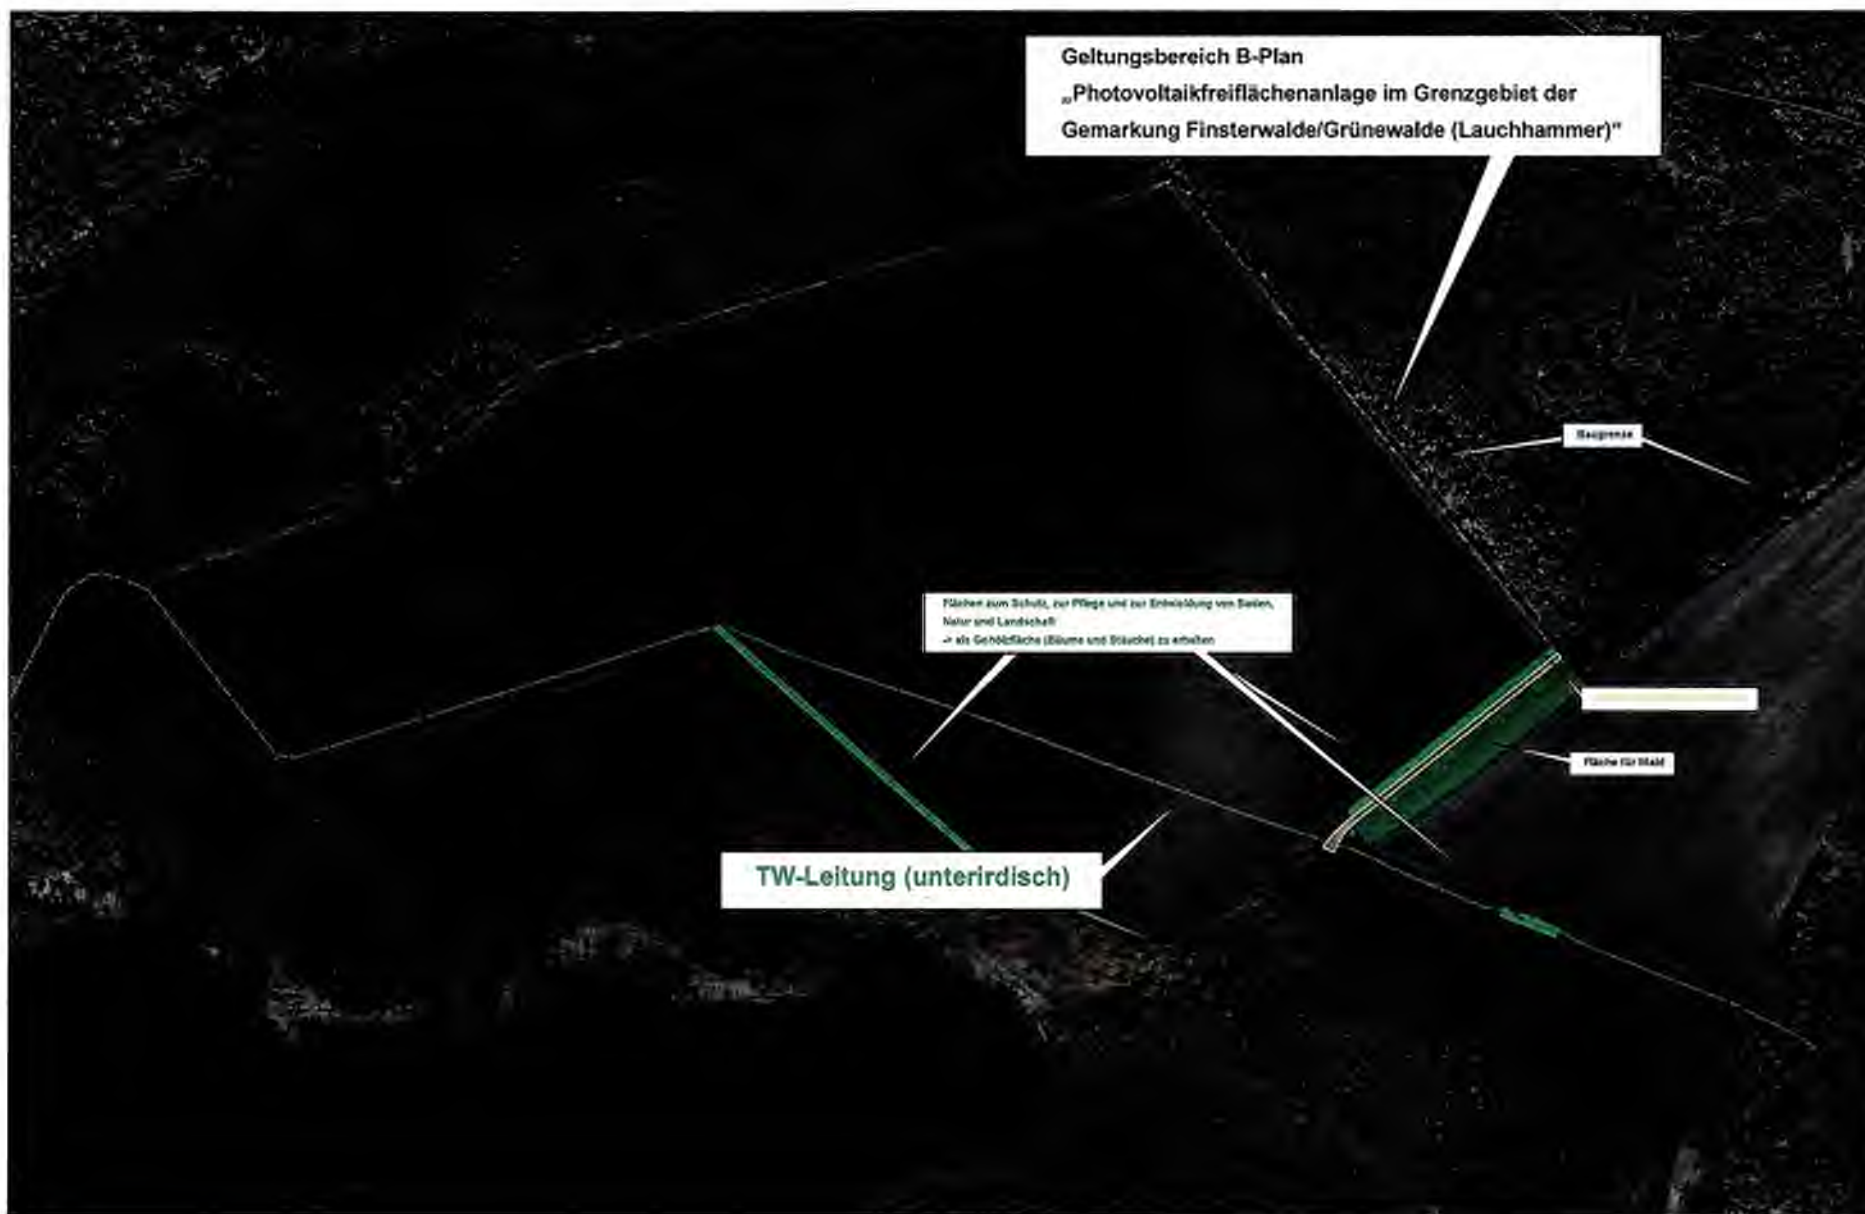 Geltungsbereich B-Plan
„Photovoltaikfreiflächenanlage im Grenzgebiet der
Gemarkung Finsterwalde/Grünewalde (Lauchhammer)“
Baugrenze
Flächen zum Schutz, zur Pflege und zur Entwicklung von Boden,
Natur und Landschaft
-> als Gehölzfläche (Bäume und Sträuche) zu erhalten
Fläche für Wald
TW-Leitung (unterirdisch)